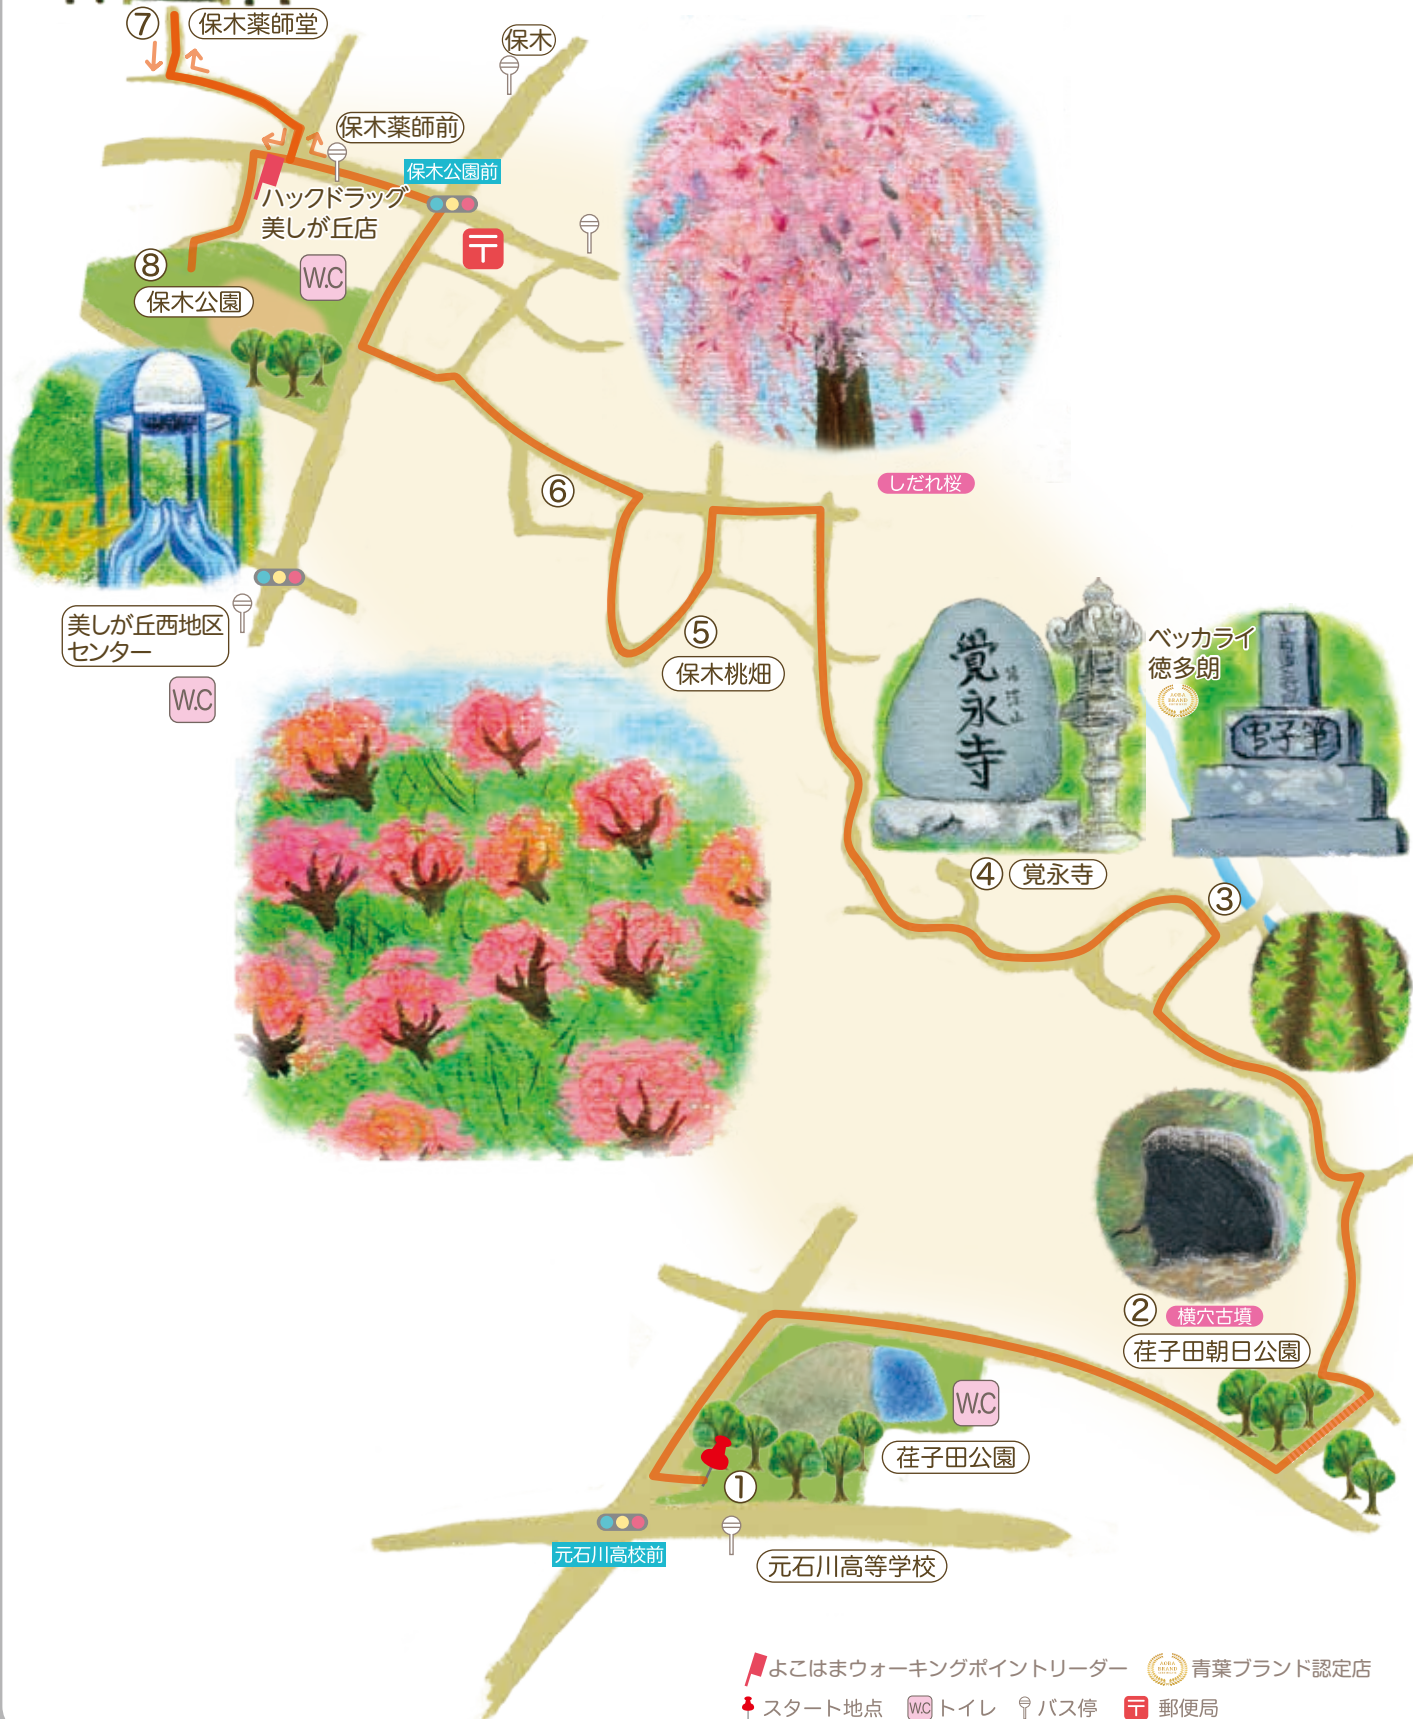 ⑦
保木薬師堂
保木
保木薬師前
保木公園前
ハックドラッグ
美しが丘店
〒
⑧
W.C
保木公園
⑥
しだれ桜
美しが丘西地区
センター
W.C
⑤
保木桃畑
覚永寺
ベッカライ
徳多朗
筆子塚
④
覚永寺
③
②
横穴古墳
荏子田朝日公園
W.C
荏子田公園
①
元石川高校前
元石川高等学校
よこはまウォーキングポイントリーダー
AOBA
BRAND
青葉ブランド認定店
スタート地点
W.C
トイレ
バス停
〒
郵便局